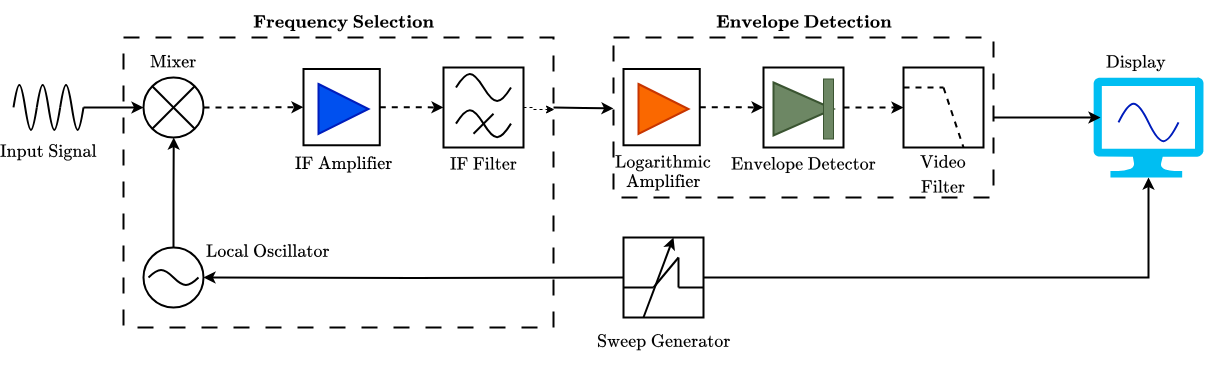 Frequency Selection
Envelope Detection
Mixer
Display
Input Signal
IF Amplifier
IF Filter
Logarithmic
Amplifier
Envelope Detector
Video
Filter
Local Oscillator
Sweep Generator